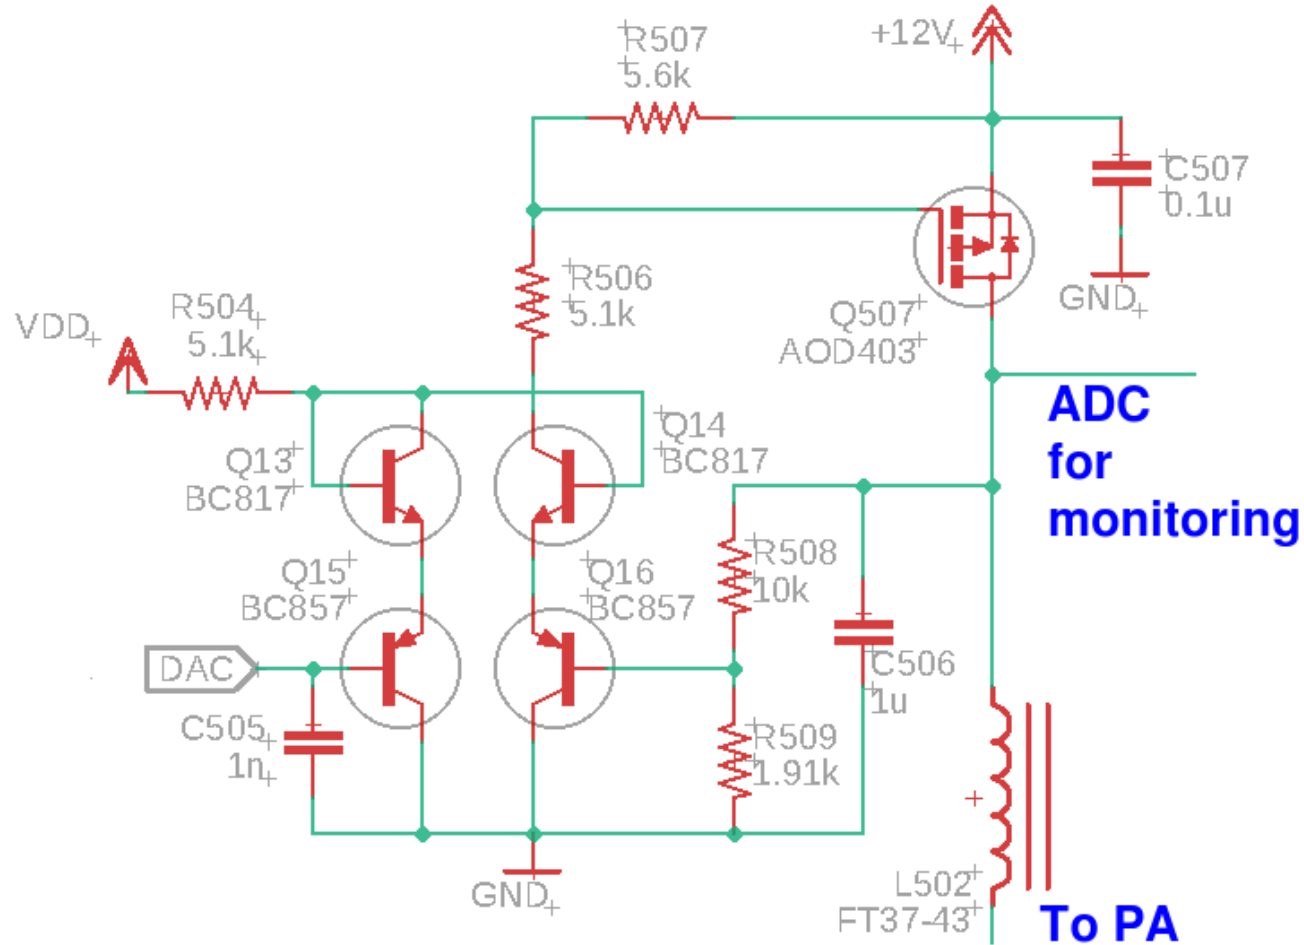 R507
5.6k
+12V
C507
0.1u
GND
R506
5.1k
R504
5.1k
VDD
Q507
AOD403
ADC
for
monitoring
Q13
BC817
Q14
BC817
R508
10k
Q15
BC857
Q16
BC857
DAC
C506
1u
C505
1n
R509
1.91k
GND
L502
FT37-43
To PA